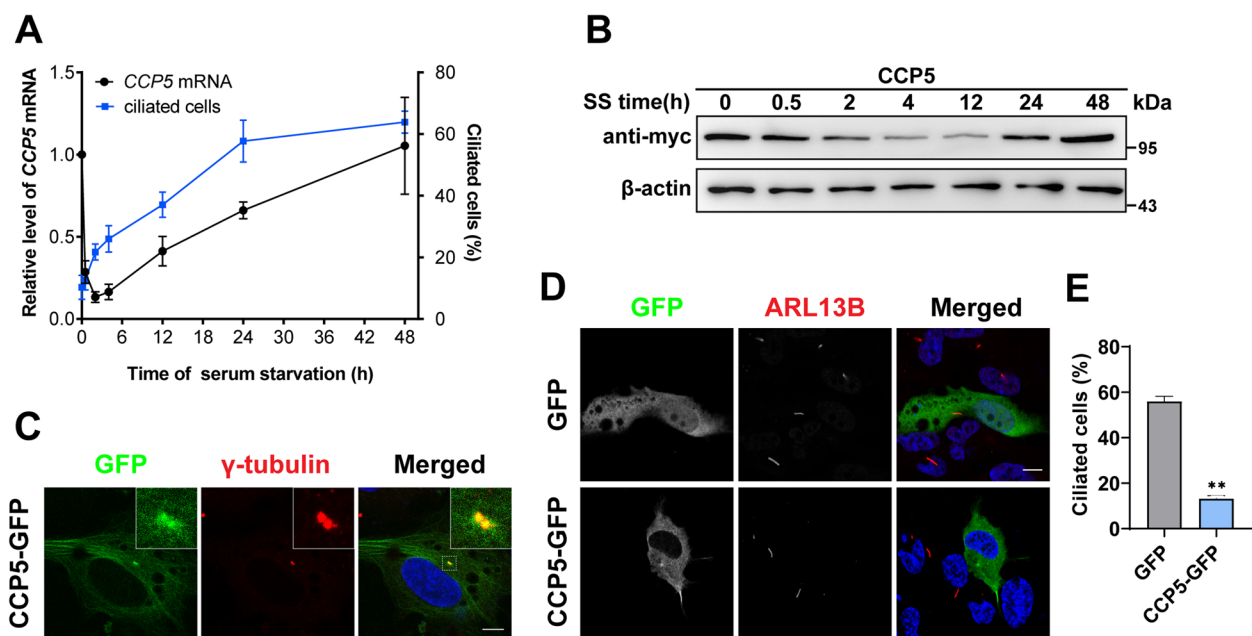 A
CCP5 mRNA
ciliated cells
Relative level of CCP5 mRNA
1.5
1.0
0.5
0.0
80
60
40
20
0
Ciliated cells (%)
0 6 12 18 24 30 36 42 48
Time of serum starvation (h)
B
CCP5
SS time(h) 0 0.5 2 4 12 24 48 kDa
anti-myc
95
β-actin
43
C
GFP γ-tubulin Merged
CCP5-GFP
D
GFP ARL13B Merged
GFP
CCP5-GFP
E
Ciliated cells (%)
80
60
40
20
0
**
GFP
CCP5-GFP